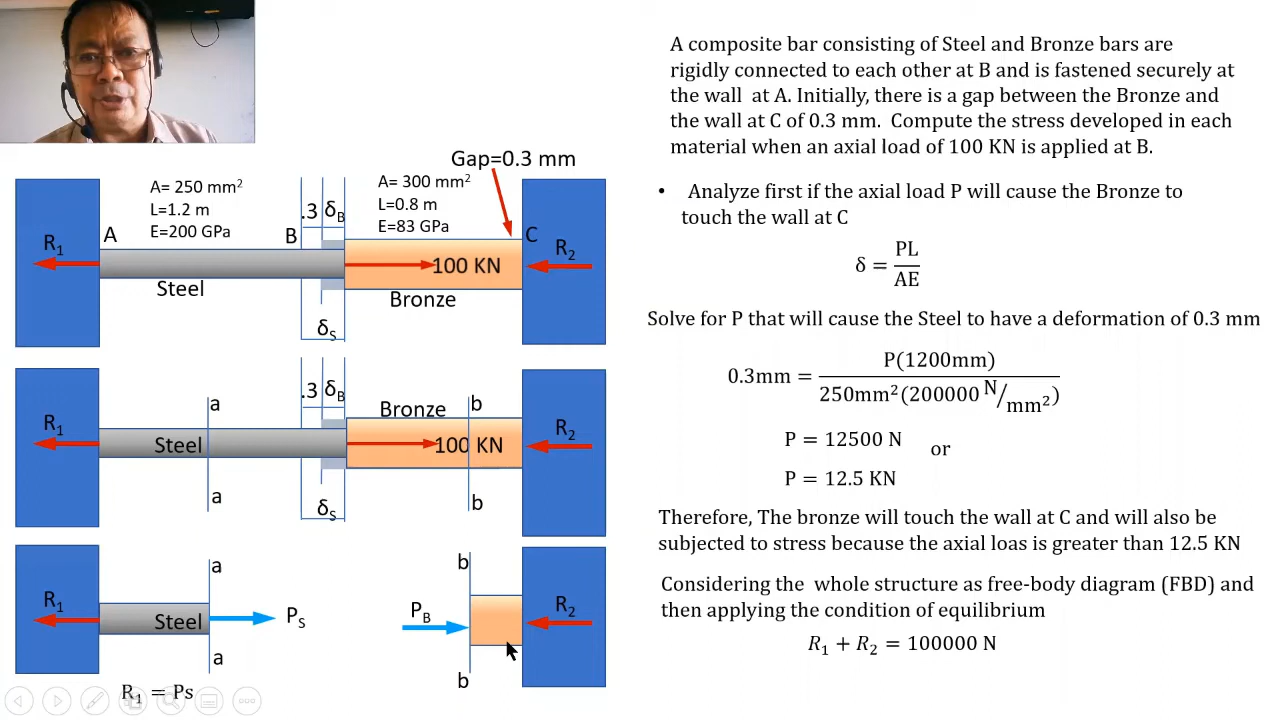 A composite bar consisting of Steel and Bronze bars are
rigidly connected to each other at B and is fastened securely at
the wall at A. Initially, there is a gap between the Bronze and
the wall at C of 0.3 mm. Compute the stress developed in each
material when an axial load of 100 KN is applied at B.
• Analyze first if the axial load P will cause the Bronze to
touch the wall at C
δ = PL/AE
Solve for P that will cause the Steel to have a deformation of 0.3 mm
0.3mm = P(1200mm)/250mm²(200000 N/mm²)
P = 12500 N or
P = 12.5 KN
Therefore, The bronze will touch the wall at C and will also be
subjected to stress because the axial loas is greater than 12.5 KN
Considering the whole structure as free-body diagram (FBD) and
then applying the condition of equilibrium
R₁ + R₂ = 100000 N
Gap=0.3 mm
A= 250 mm²
L=1.2 m
E=200 GPa
A= 300 mm²
L=0.8 m
E=83 GPa
.3 δB
R₁ A B C R₂
100 KN
Steel
Bronze
δS
.3 δB
a Bronze b
R₁ Steel 100 KN R₂
a b
δS
a b
R₁ Steel PS PB R₂
a b
R₁ = Ps